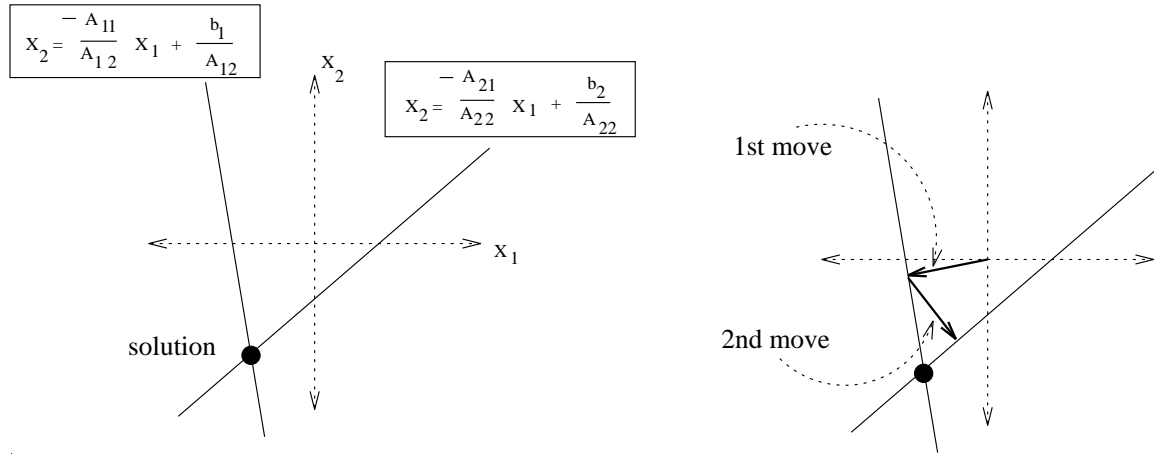 X2 = − A11/A12 X1 + b1/A12
X2
X2 = − A21/A22 X1 + b2/A22
X1
solution
1st move
2nd move